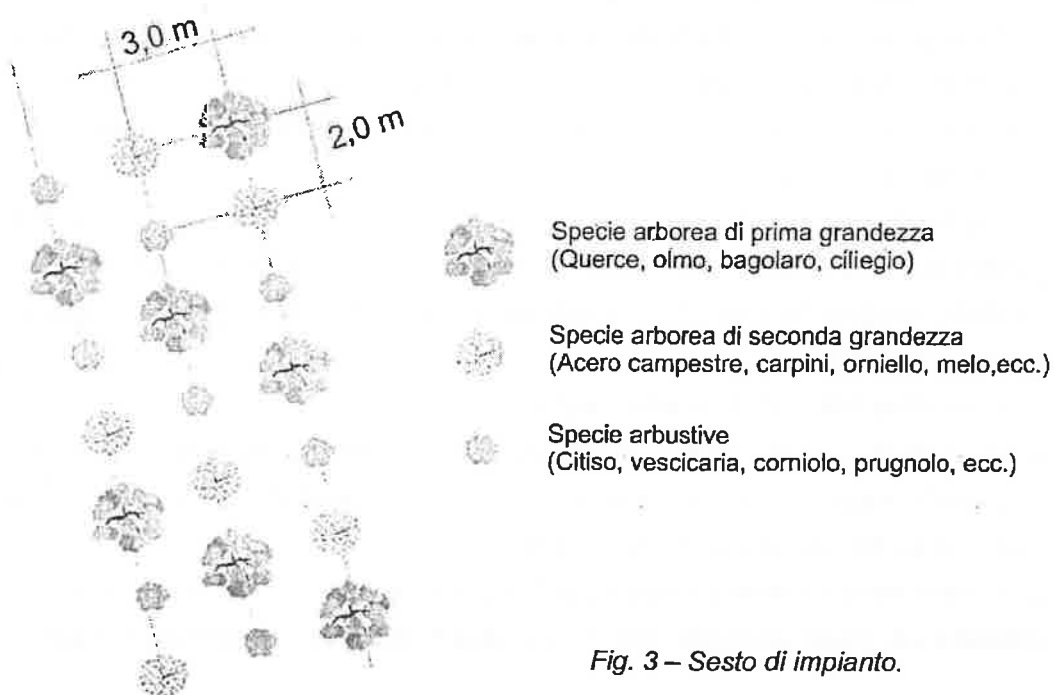 3,0 m
2,0 m
Specie arborea di prima grandezza
(Querce, olmo, bagolaro, ciliegio)
Specie arborea di seconda grandezza
(Acero campestre, carpini, orniello, melo,ecc.)
Specie arbustive
(Citiso, vescicaria, corniolo, prugnolo, ecc.)
Fig. 3 – Sesto di impianto.